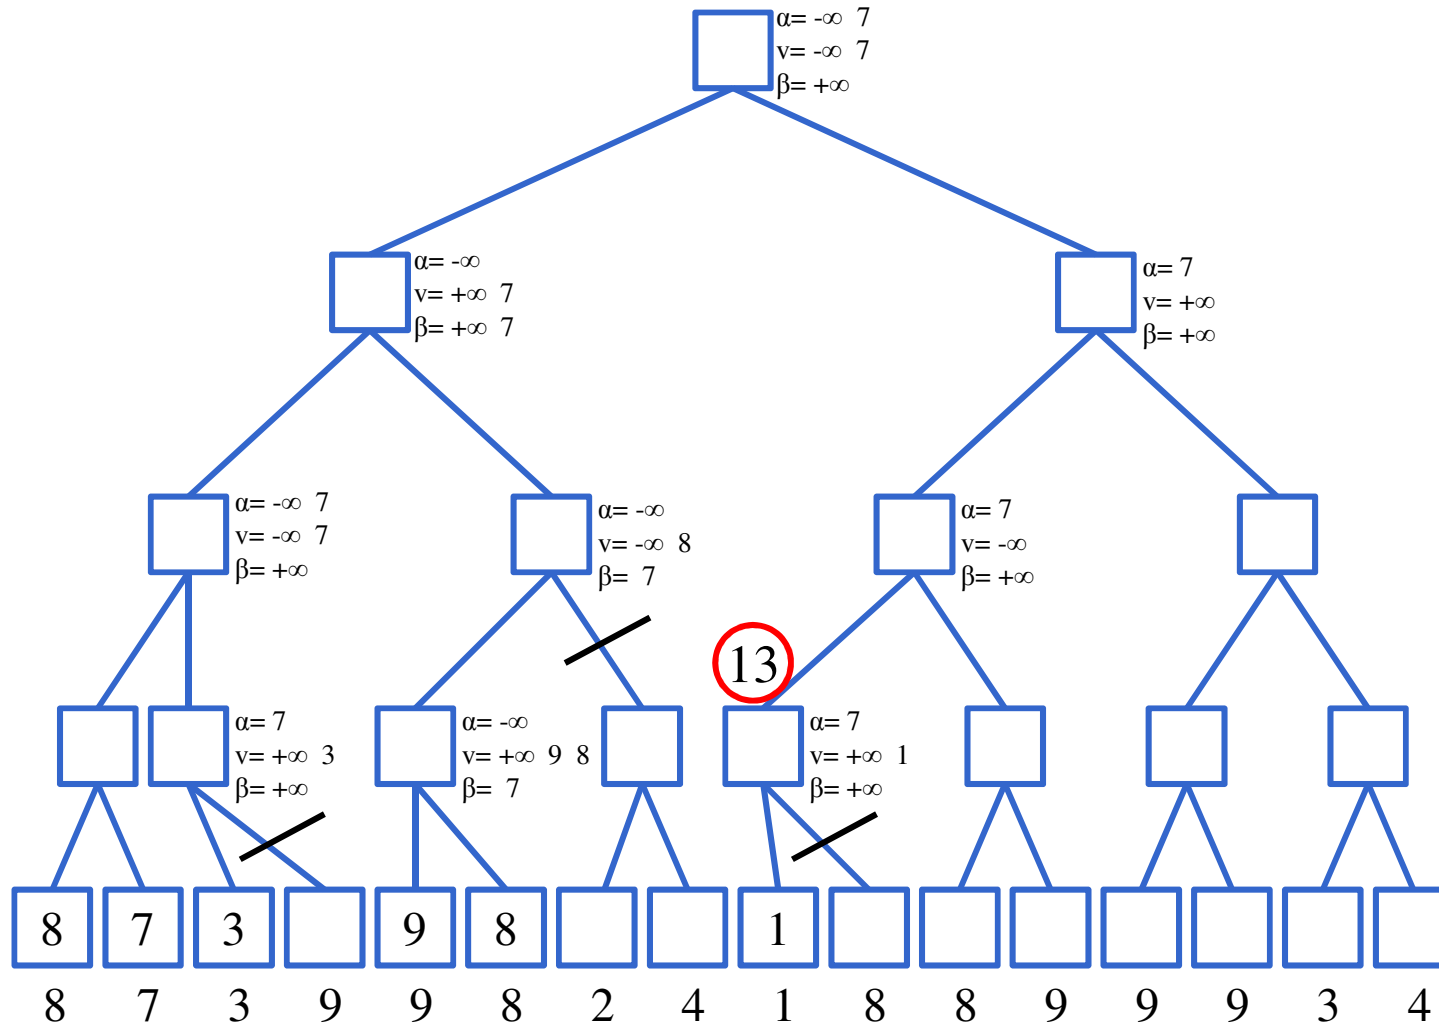 α= -∞ 7
v= -∞ 7
β= +∞
α= -∞
v= +∞ 7
β= +∞ 7
α= 7
v= +∞
β= +∞
α= -∞ 7
v= -∞ 7
β= +∞
α= -∞
v= -∞ 8
β= 7
α= 7
v= -∞
β= +∞
13
α= 7
v= +∞ 3
β= +∞
α= -∞
v= +∞ 9 8
β= 7
α= 7
v= +∞ 1
β= +∞
8 7 3 9 8 1
8 7 3 9 9 8 2 4 1 8 8 9 9 9 3 4